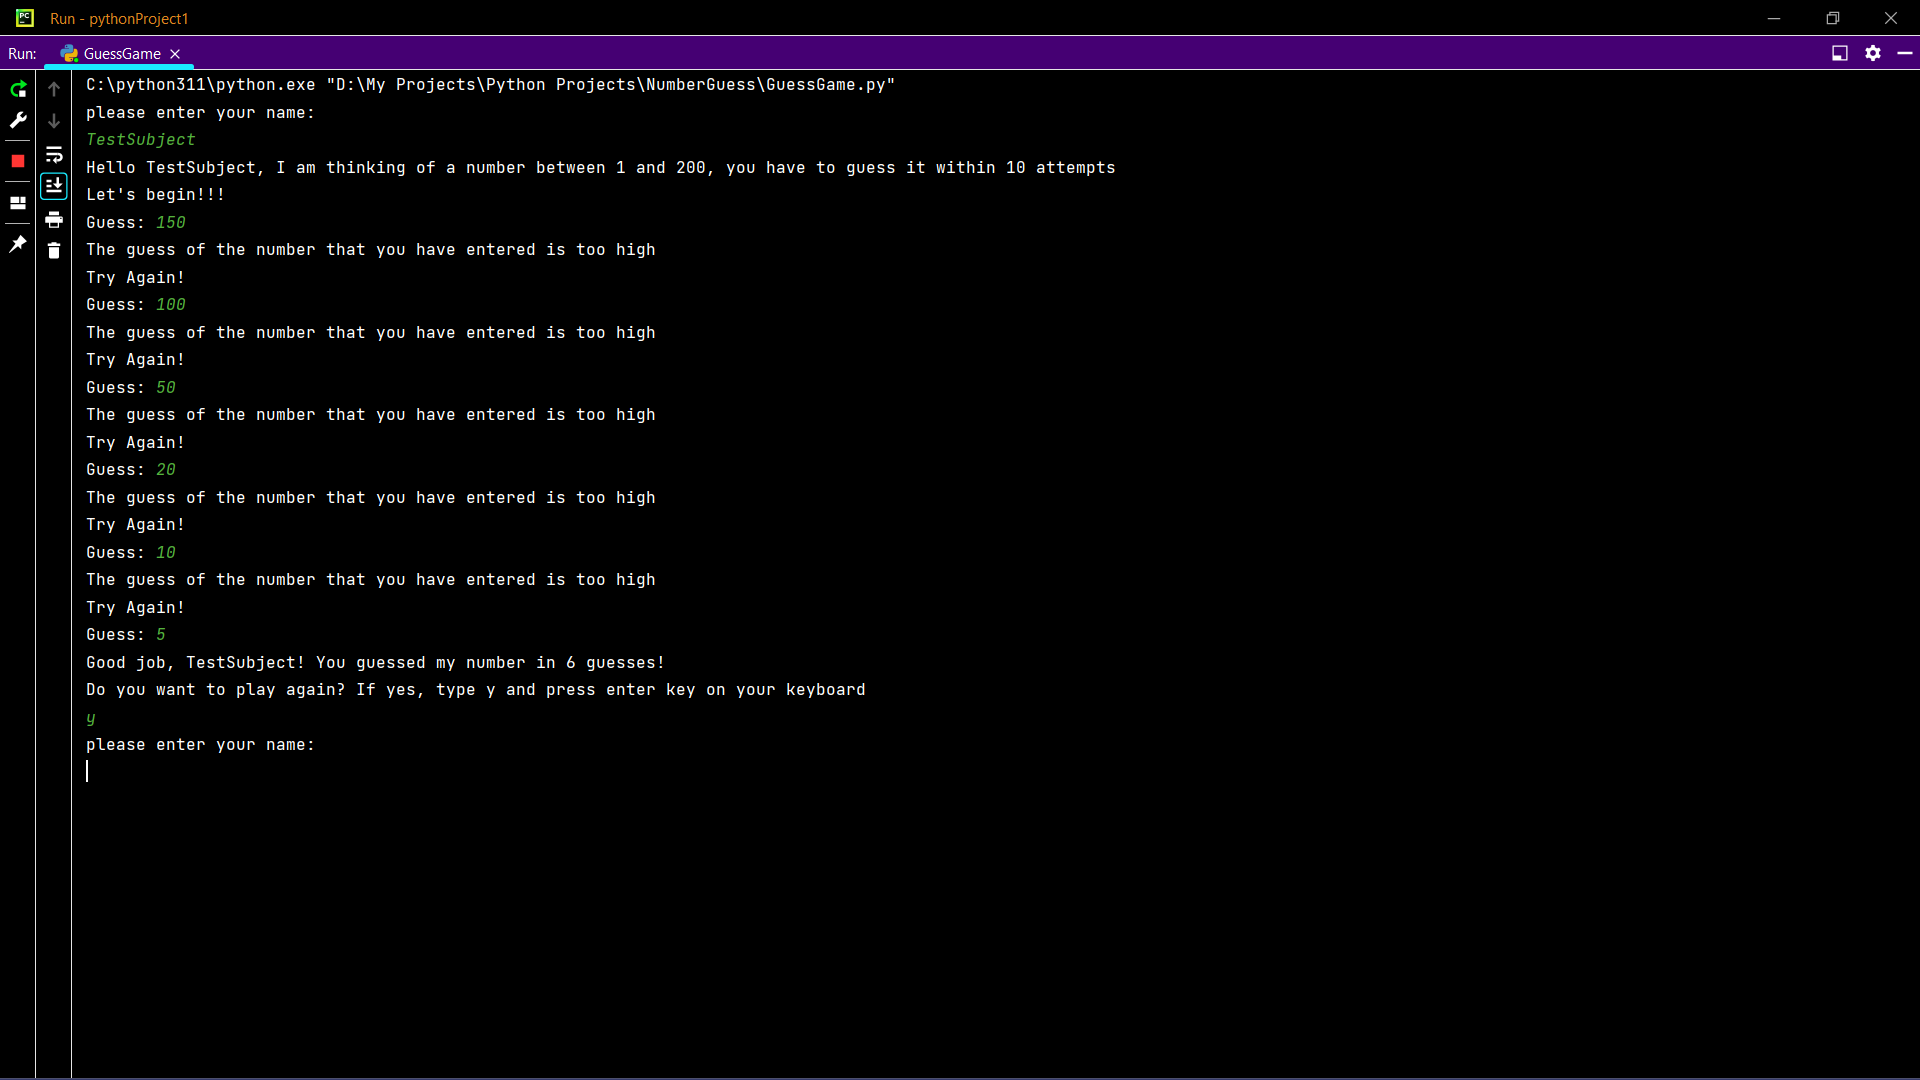 PC
Run - pythonProject1
Run: GuessGame
C:\python311\python.exe "D:\My Projects\Python Projects\NumberGuess\GuessGame.py"
please enter your name:
TestSubject
Hello TestSubject, I am thinking of a number between 1 and 200, you have to guess it within 10 attempts
Let's begin!!!
Guess: 150
The guess of the number that you have entered is too high
Try Again!
Guess: 100
The guess of the number that you have entered is too high
Try Again!
Guess: 50
The guess of the number that you have entered is too high
Try Again!
Guess: 20
The guess of the number that you have entered is too high
Try Again!
Guess: 10
The guess of the number that you have entered is too high
Try Again!
Guess: 5
Good job, TestSubject! You guessed my number in 6 guesses!
Do you want to play again? If yes, type y and press enter key on your keyboard
y
please enter your name: